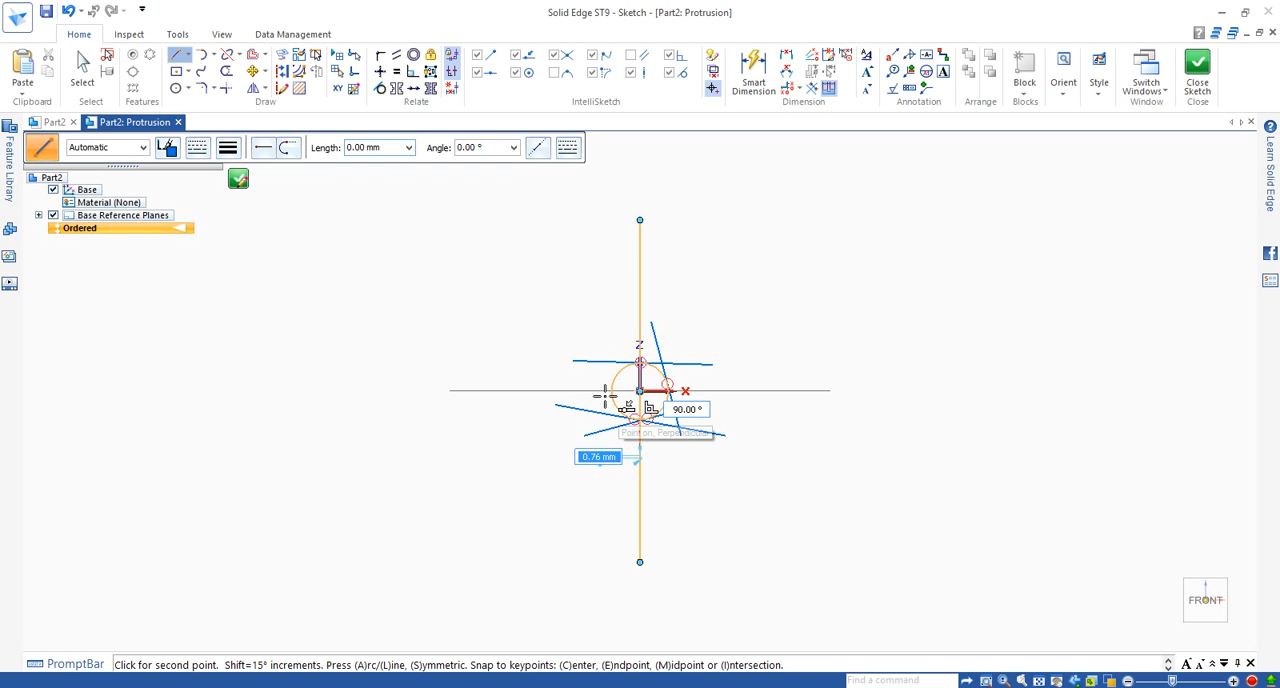 Solid Edge ST9 - Sketch - [Part2: Protrusion]
Home Inspect Tools View Data Management
Paste Select Smart Dimension Block Orient Style Switch Windows Close Sketch
Clipboard Select Features Draw Relate IntelliSketch Dimension Annotation Arrange Blocks Window Close
Part2 Part2: Protrusion
Automatic Length: 0.00 mm Angle: 0.00 °
Part2
Base
Material (None)
Base Reference Planes
Ordered
Feature Library
Learn Solid Edge
Z
X
90.00 °
Point on, Perpendicular
0.76 mm
FRONT
PromptBar Click for second point. Shift=15° increments. Press (A)rc/(L)ine, (S)ymmetric. Snap to keypoints: (C)enter, (E)ndpoint, (M)idpoint or (I)ntersection.
Find a command